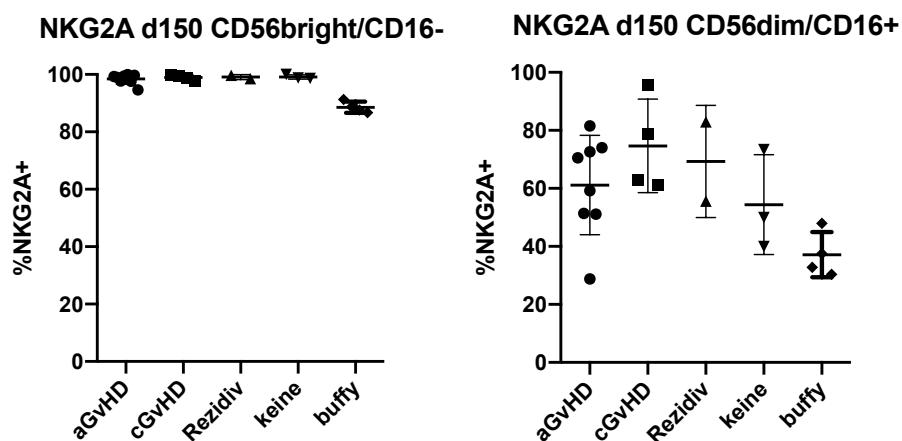 NKG2A d150 CD56bright/CD16-
%NKG2A+
100
80
60
40
20
0
aGvHD
cGvHD
Rezidiv
keine
buffy
NKG2A d150 CD56dim/CD16+
%NKG2A+
100
80
60
40
20
0
aGvHD
cGvHD
Rezidiv
keine
buffy